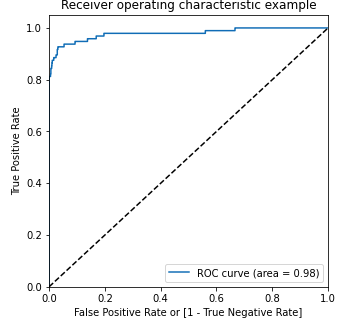 Receiver operating characteristic example
1.0
0.8
0.6
0.4
0.2
0.0
True Positive Rate
ROC curve (area = 0.98)
0.0 0.2 0.4 0.6 0.8 1.0
False Positive Rate or [1 - True Negative Rate]